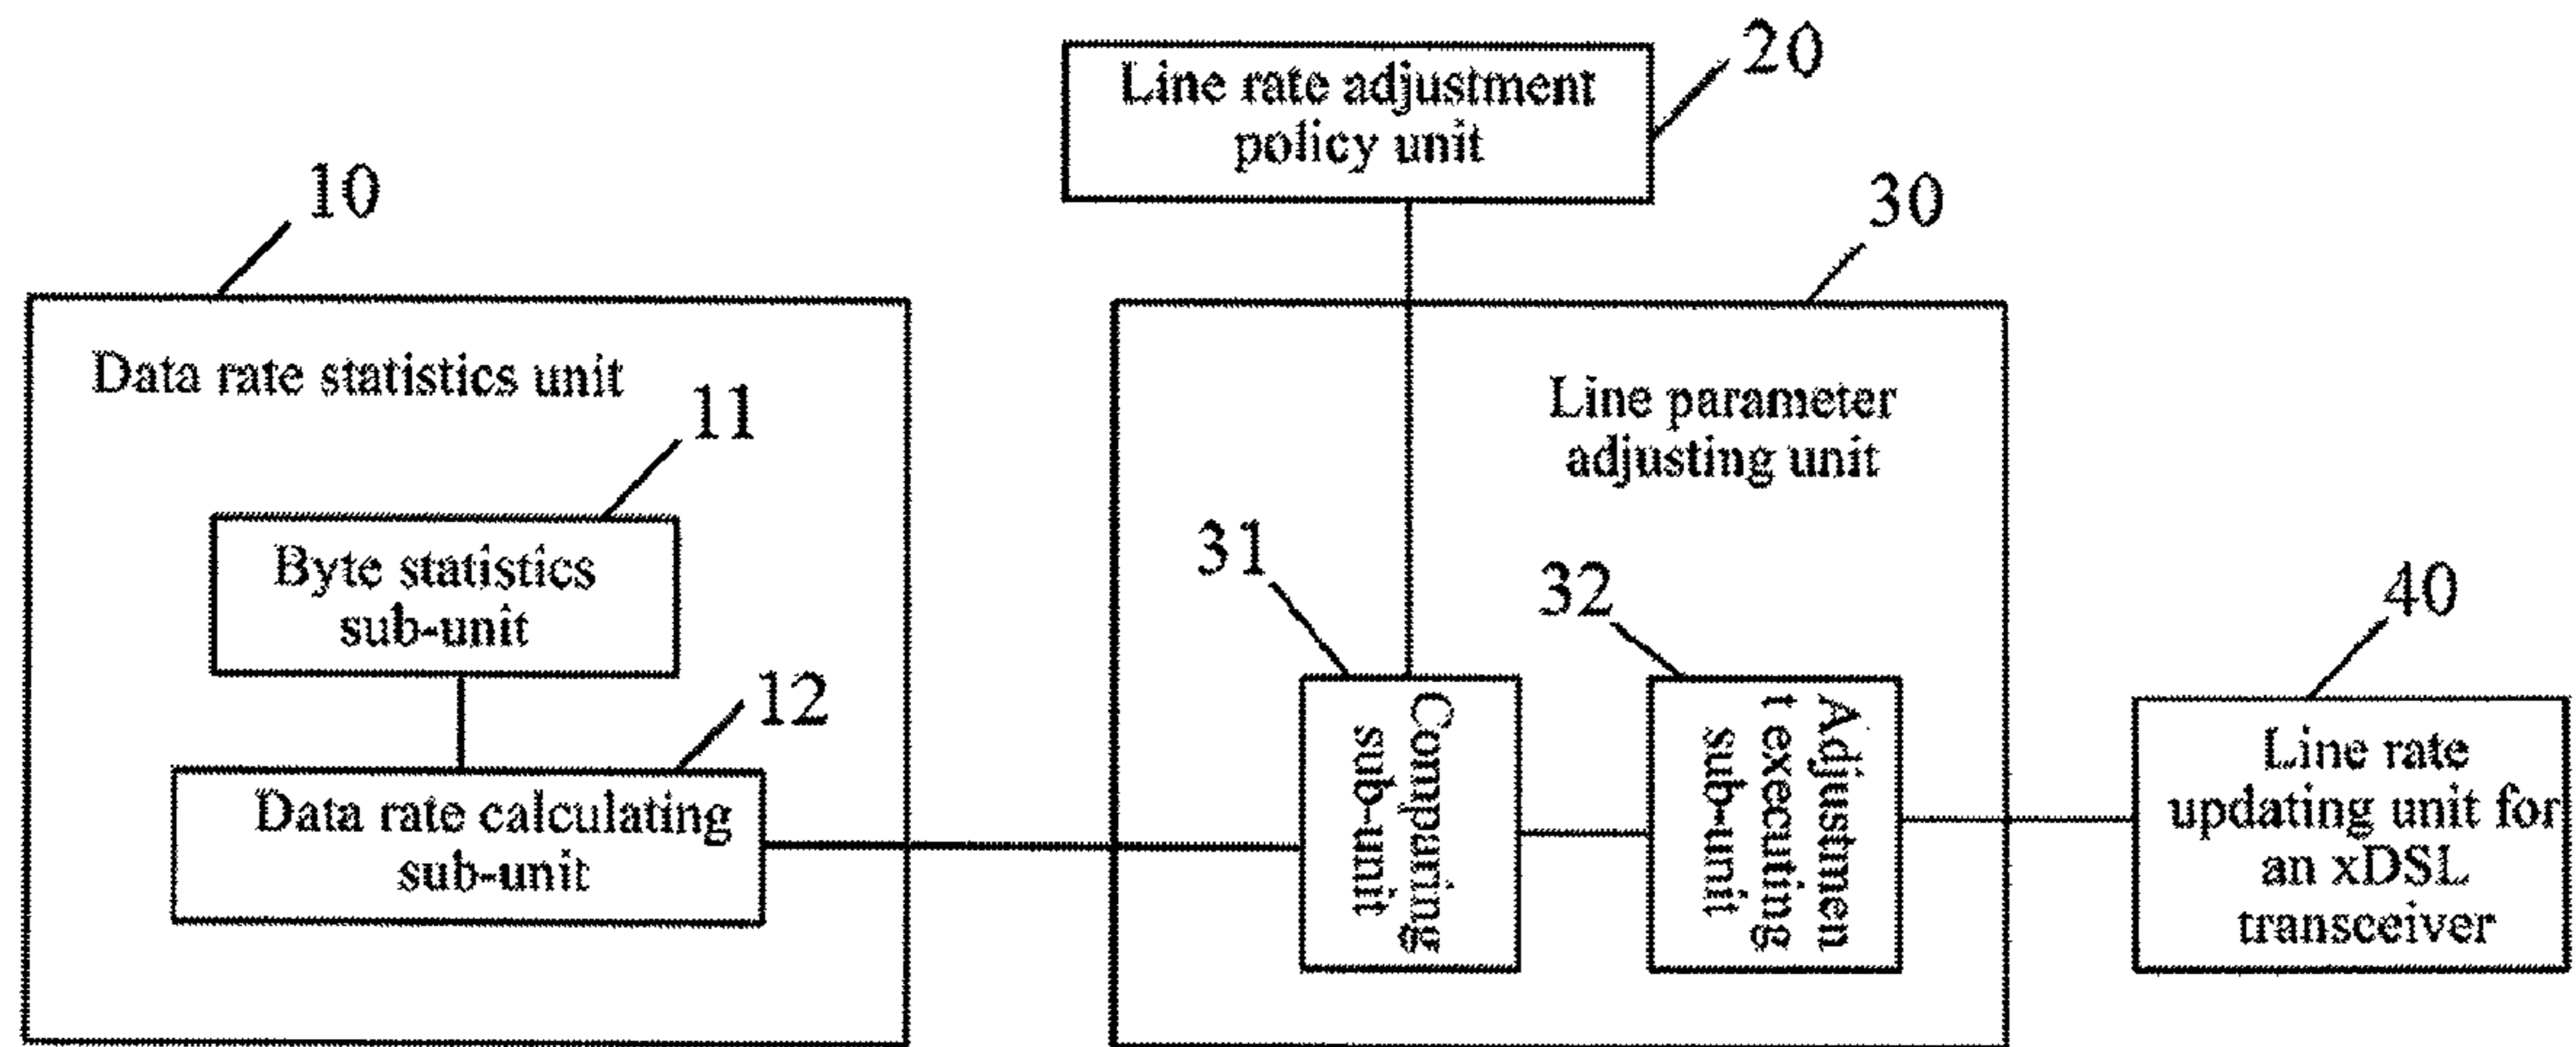 20
Line rate adjustment
policy unit
10
30
Data rate statistics unit
11
Line parameter
adjusting unit
Byte statistics
sub-unit
31
32
40
12
Data rate calculating
sub-unit
Comparing
sub-unit
Adjustmen
t executing
sub-unit
Line rate
updating unit for
an xDSL
transceiver